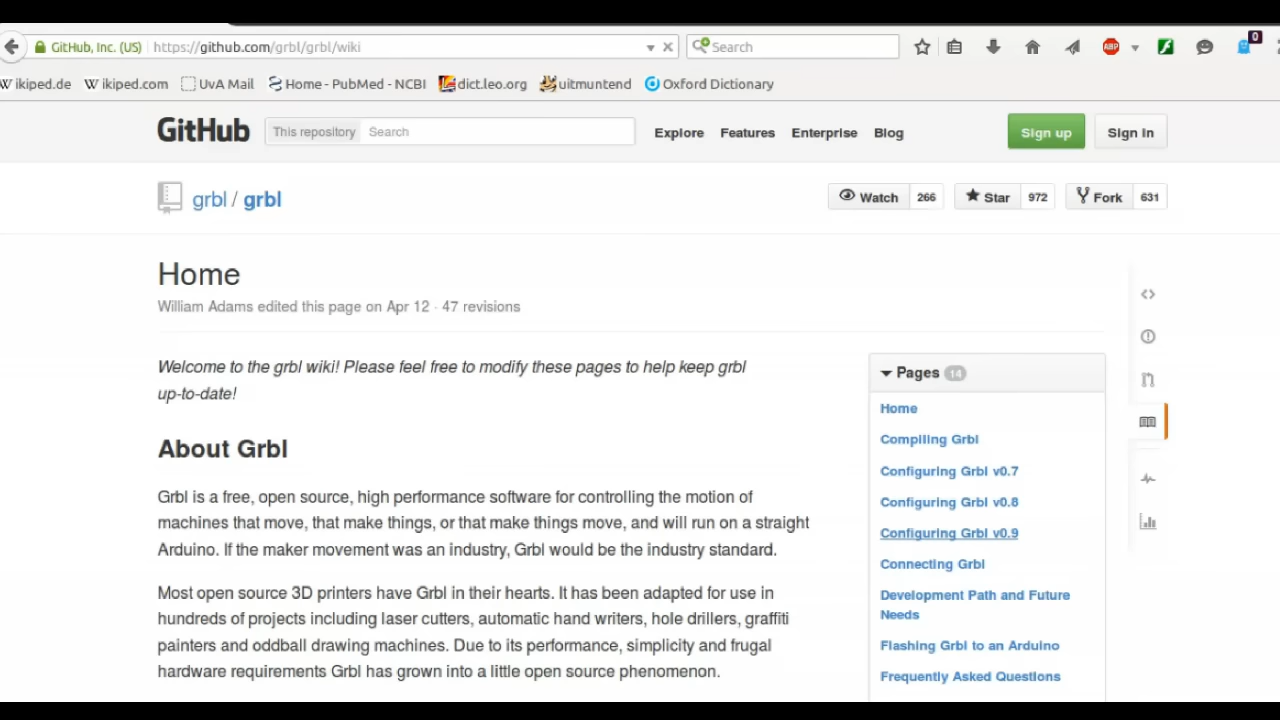 GitHub, Inc. (US) https://github.com/grbl/grbl/wiki Search ABP 0
Wikiped.de Wikiped.com UvA Mail Home - PubMed - NCBI dict.leo.org uitmuntend Oxford Dictionary
GitHub This repository Search Explore Features Enterprise Blog Sign up Sign in
grbl / grbl Watch 266 Star 972 Fork 631
Home
William Adams edited this page on Apr 12 · 47 revisions
Welcome to the grbl wiki! Please feel free to modify these pages to help keep grbl
up-to-date!
About Grbl
Grbl is a free, open source, high performance software for controlling the motion of
machines that move, that make things, or that make things move, and will run on a straight
Arduino. If the maker movement was an industry, Grbl would be the industry standard.
Most open source 3D printers have Grbl in their hearts. It has been adapted for use in
hundreds of projects including laser cutters, automatic hand writers, hole drillers, graffiti
painters and oddball drawing machines. Due to its performance, simplicity and frugal
hardware requirements Grbl has grown into a little open source phenomenon.
Pages 14
Home
Compiling Grbl
Configuring Grbl v0.7
Configuring Grbl v0.8
Configuring Grbl v0.9
Connecting Grbl
Development Path and Future
Needs
Flashing Grbl to an Arduino
Frequently Asked Questions